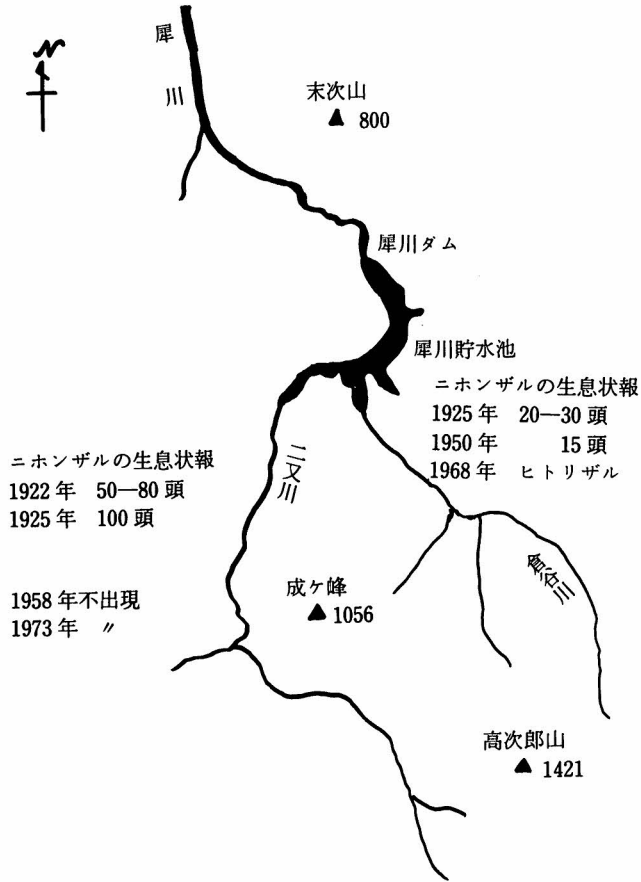 N
犀川
末次山
800
犀川ダム
犀川貯水池
ニホンザルの生息状報
1925年 20—30頭
1950年 15頭
1968年 ヒトリザル
二又川
ニホンザルの生息状報
1922年 50—80頭
1925年 100頭
1958年不出現
1973年 〃
倉谷川
成ケ峰
1056
高次郎山
1421